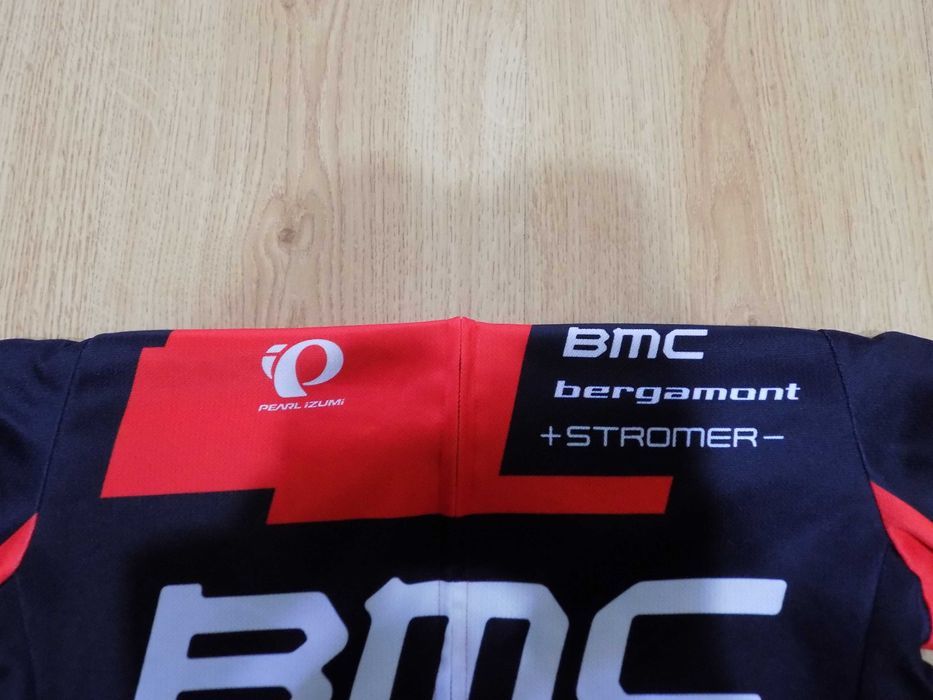 PEARL iZUMi
BMC
bergamont
+STROMER−
BMC